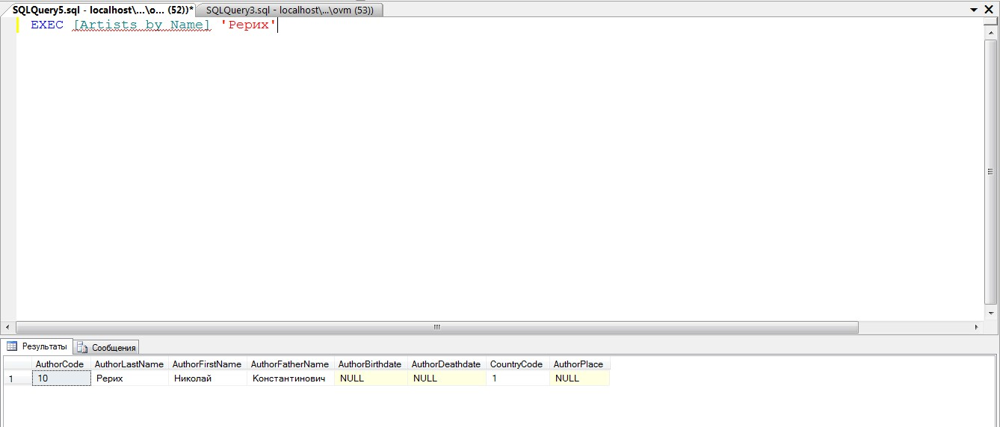 SQLQuery5.sql - localhost\...\o... (52))* SQLQuery3.sql - localhost\...\ovm (53))
EXEC [Artists by Name] 'Рерих'
Результаты Сообщения
AuthorCode AuthorLastName AuthorFirstName AuthorFatherName AuthorBirthdate AuthorDeathdate CountryCode AuthorPlace
1 10 Рерих Николай Константинович NULL NULL 1 NULL